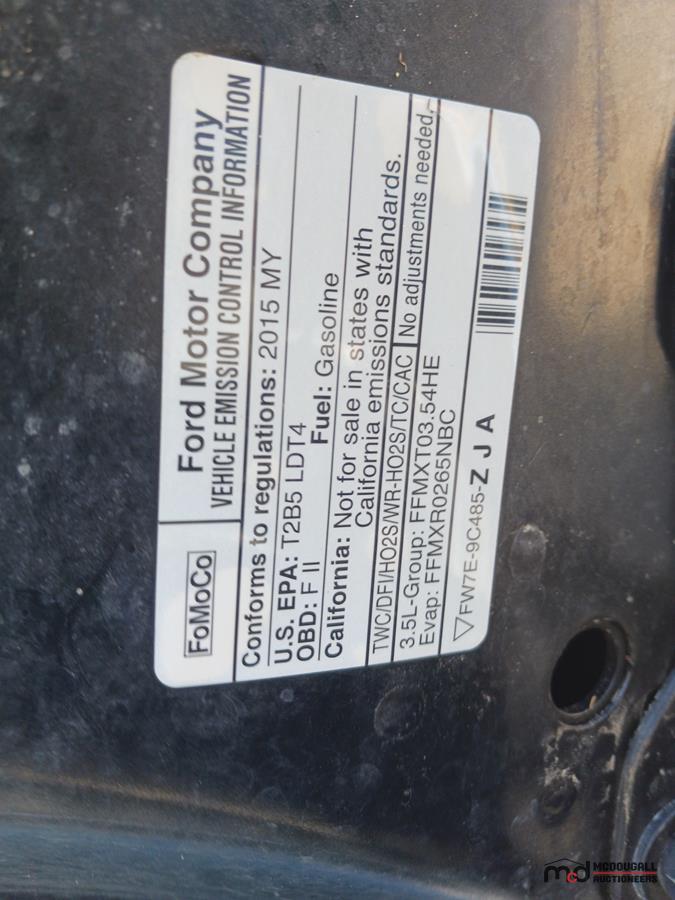 FoMoCo
Ford Motor Company
VEHICLE EMISSION CONTROL INFORMATION
Conforms to regulations: 2015 MY
U.S. EPA: T2B5 LDT4
OBD: F II Fuel: Gasoline
California: Not for sale in states with
California emissions standards.
TWC/DFI/HO2S/WR-HO2S/TC/CAC No adjustments needed.
3.5L-Group: FFMXT03.54HE
Evap: FFMXR0265NBC
▽FW7E-9C485-Z J A
mcd MCDOUGALL
AUCTIONEERS